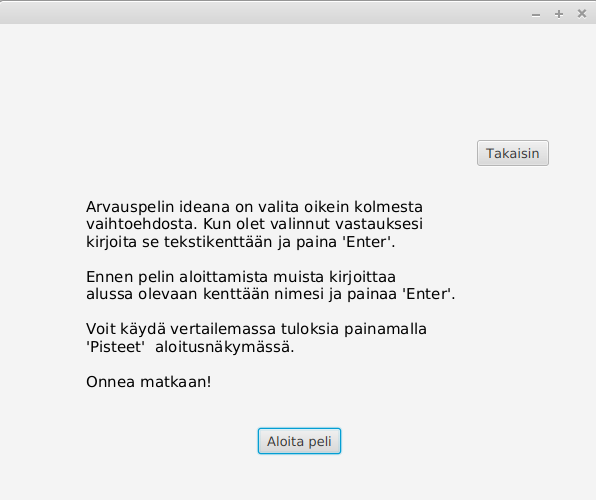 Takaisin
Arvauspelin ideana on valita oikein kolmesta
vaihtoehdosta. Kun olet valinnut vastauksesi
kirjoita se tekstikenttään ja paina 'Enter'.
Ennen pelin aloittamista muista kirjoittaa
alussa olevaan kenttään nimesi ja painaa 'Enter'.
Voit käydä vertailemassa tuloksia painamalla
'Pisteet'  aloitusnäkymässä.
Onnea matkaan!
Aloita peli